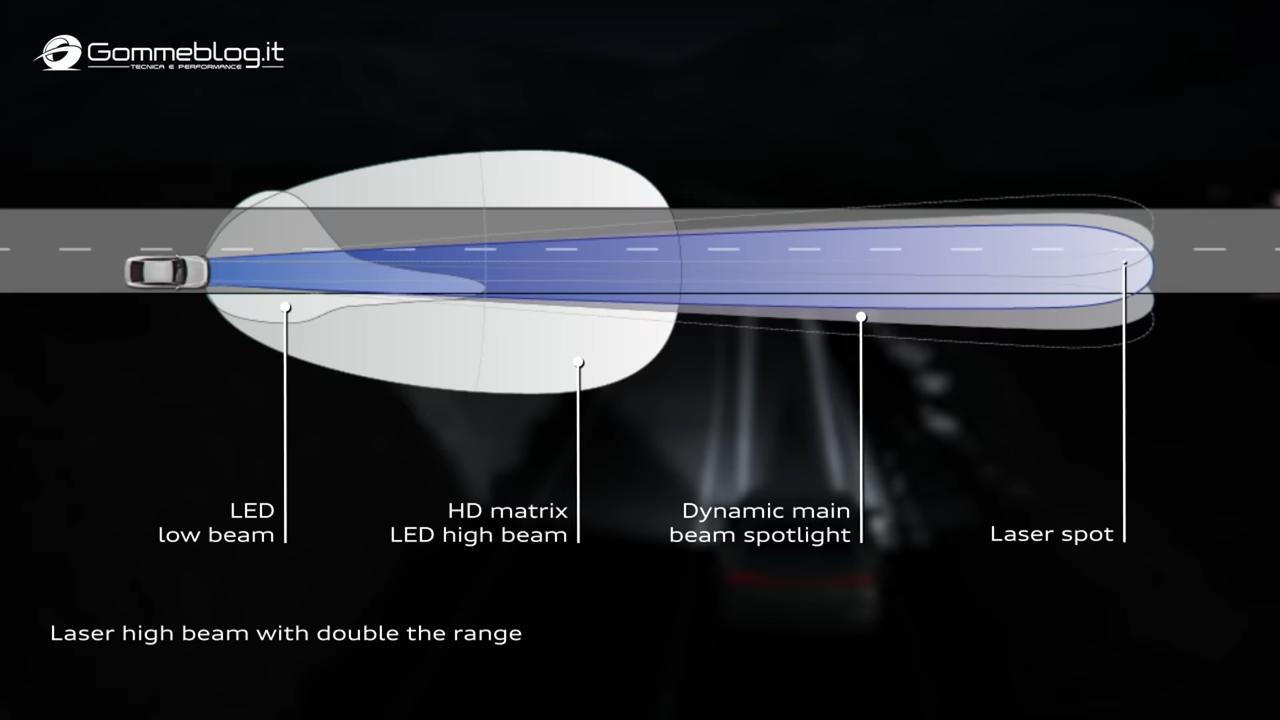 Gommeblog.it
TECNICA E PERFORMANCE
LED
low beam
HD matrix
LED high beam
Dynamic main
beam spotlight
Laser spot
Laser high beam with double the range